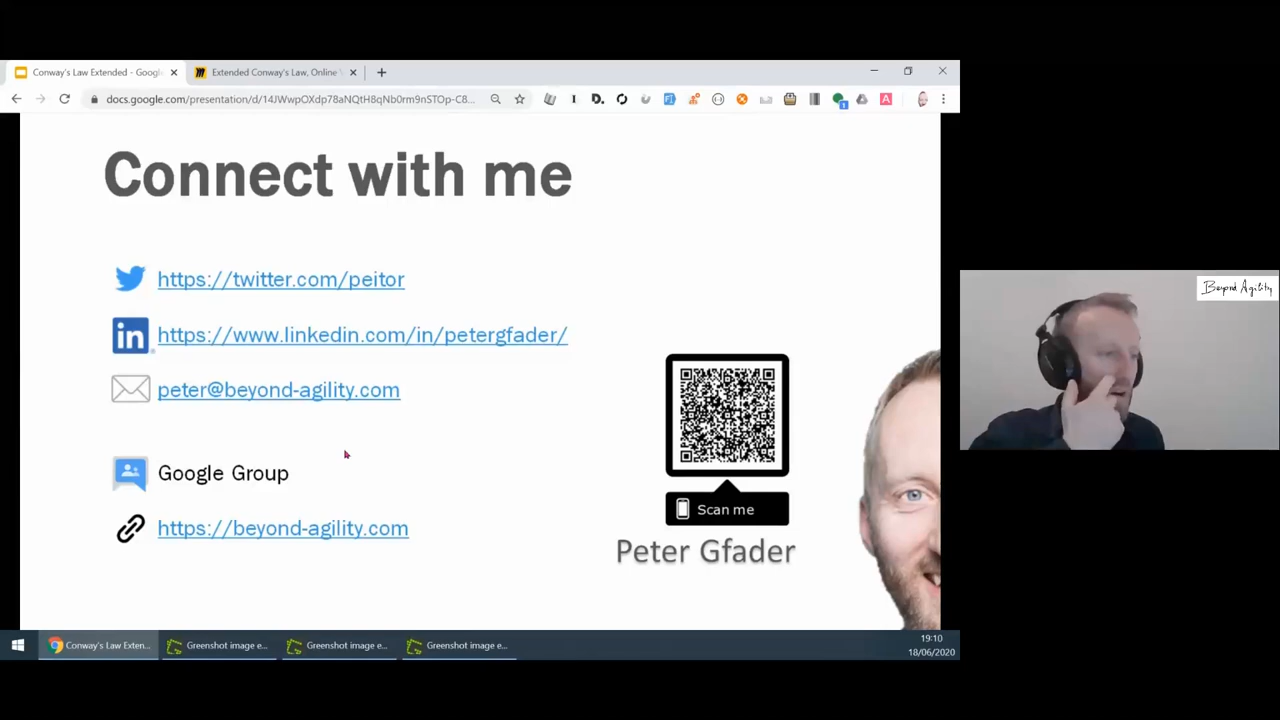 Conway's Law Extended - Googl
Extended Conway's Law, Online V
docs.google.com/presentation/d/14JWwpOXdp78aNQtH8qNb0rm9nSTOp-C8...
Connect with me
https://twitter.com/peitor
in
https://www.linkedin.com/in/petergfader/
peter@beyond-agility.com
Google Group
https://beyond-agility.com
Scan me
Peter Gfader
Beyond Agility
Conway's Law Exten...
Greenshot image e...
Greenshot image e...
Greenshot image e...
19:10
18/06/2020